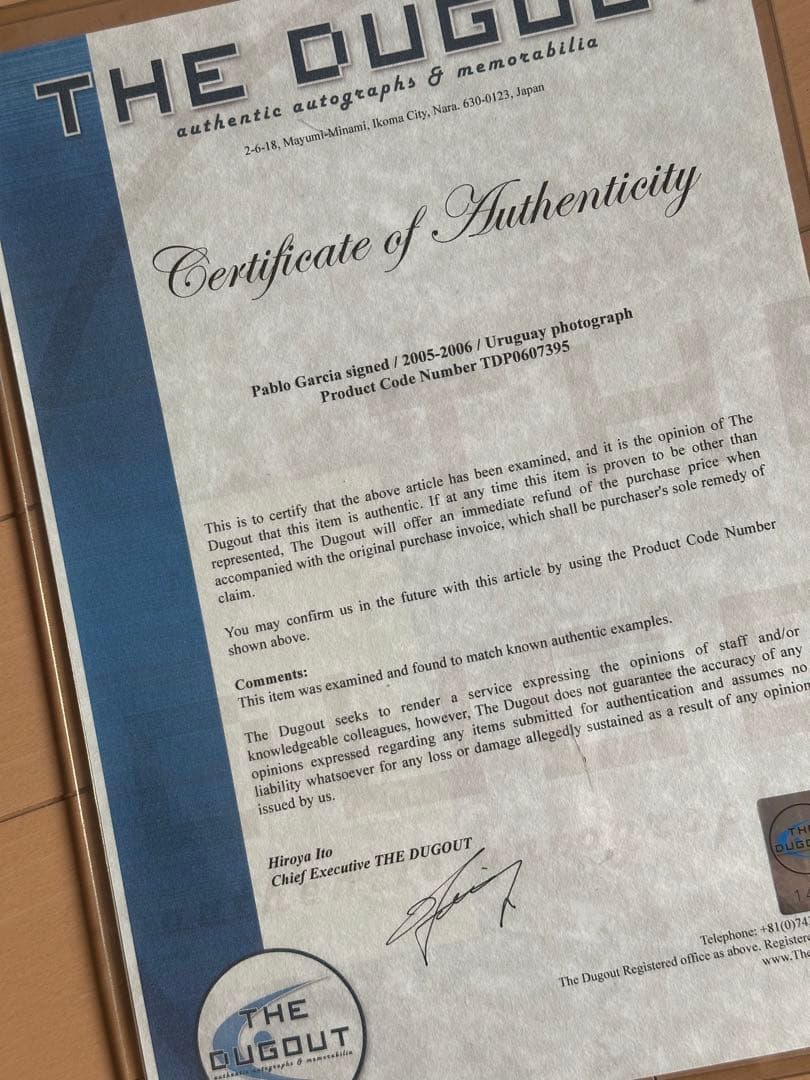 THE DUGOUT
authentic autographs & memorabilia
2-6-18, Mayumi-Minami, Ikoma City, Nara. 630-0123, Japan
Certificate of Authenticity
Pablo Garcia signed / 2005-2006 / Uruguay photograph
Product Code Number TDP0607395
This is to certify that the above article has been examined, and it is the opinion of The
Dugout that this item is authentic. If at any time this item is proven to be other than
represented, The Dugout will offer an immediate refund of the purchase price when
accompanied with the original purchase invoice, which shall be purchaser's sole remedy of
claim.
You may confirm us in the future with this article by using the Product Code Number
shown above.
Comments:
This item was examined and found to match known authentic examples.
The Dugout seeks to render a service expressing the opinions of staff and/or
knowledgeable colleagues, however, The Dugout does not guarantee the accuracy of any
opinions expressed regarding any items submitted for authentication and assumes no
liability whatsoever for any loss or damage allegedly sustained as a result of any opinion
issued by us.
Hiroya Ito
Chief Executive THE DUGOUT
THE
DUGOUT
14
Telephone: +81(0)74
The Dugout Registered office as above. Registere
www.The
THE
DUGOUT
authentic autographs & memorabilia